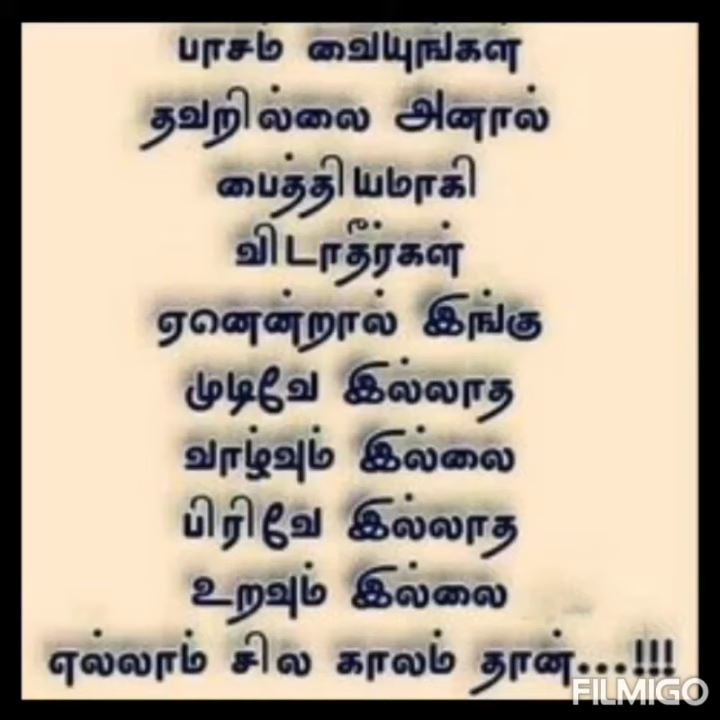 பாசம் வையுங்கள்
தவறில்லை அனால்
பைத்தியமாகி
விடாதீர்கள்
ஏனென்றால் இங்கு
முடிவே இல்லாத
வாழ்வும் இல்லை
பிரிவே இல்லாத
உறவும் இல்லை
எல்லாம் சில காலம் தான்...!!!
FILMIGO